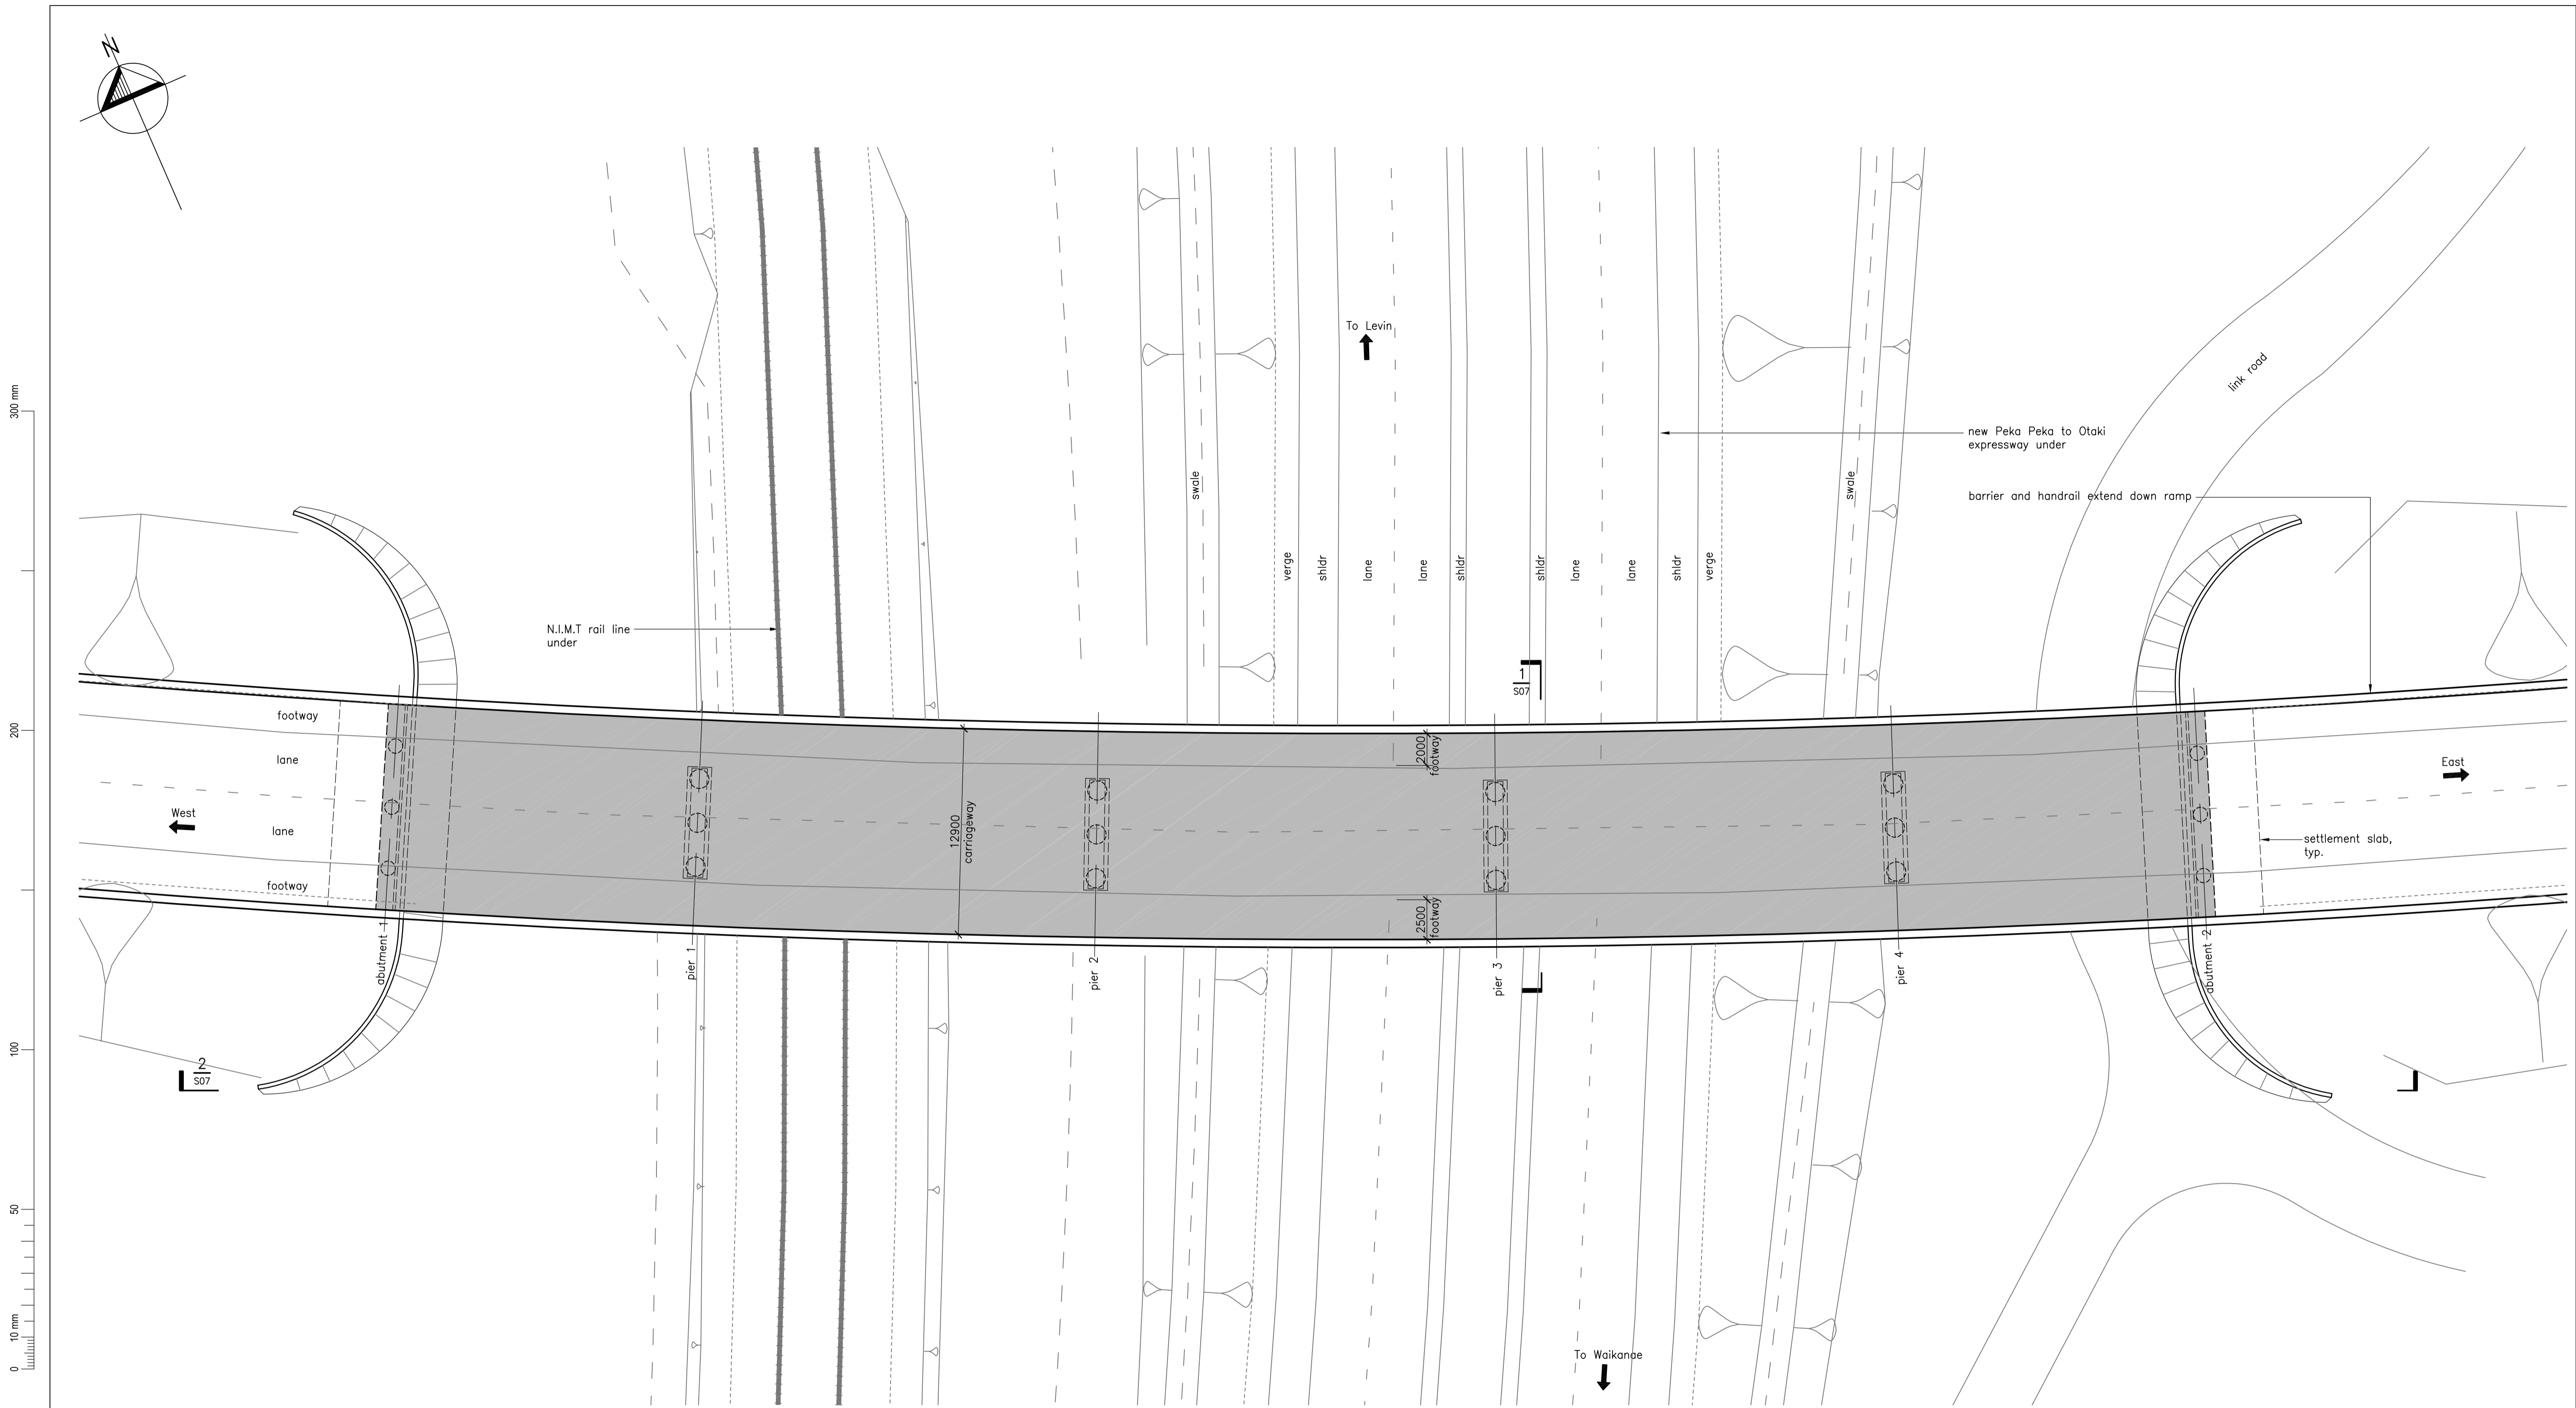 N
To Levin
300 mm
link road
new Peka Peka to Otaki
expressway under
swale
swale
barrier and handrail extend down ramp
verge
shldr
lane
lane
shldr
shldr
lane
lane
shldr
verge
N.I.M.T rail line
under
1
S07
footway
200
lane
2000
footway
East
West
lane
12900
carriageway
settlement slab,
typ.
footway
2500
footway
abutment 1
pier 1
pier 2
pier 3
pier 4
abutment 2
100
2
S07
50
To Waikanae
10 mm
0